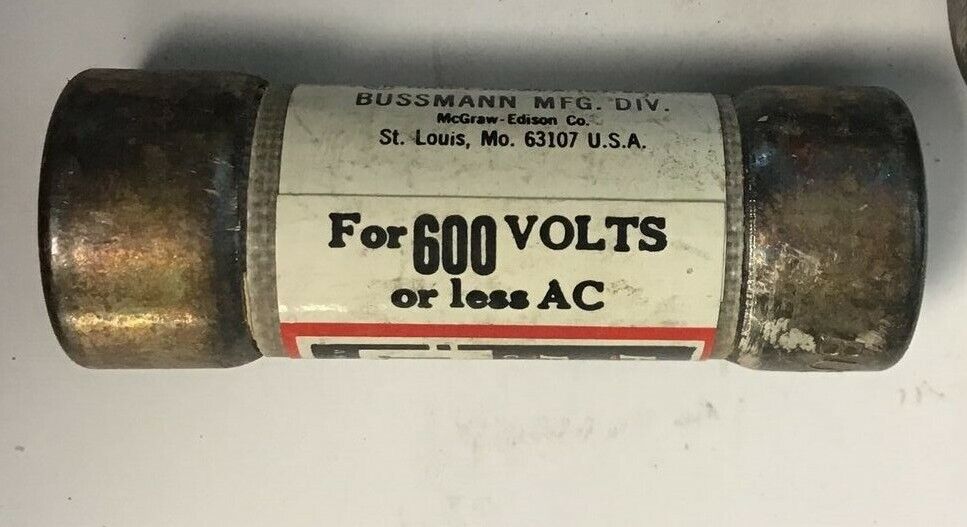 BUSSMANN MFG. DIV.
McGraw-Edison Co.
St. Louis, Mo. 63107 U.S.A.
For 600 VOLTS
or less AC